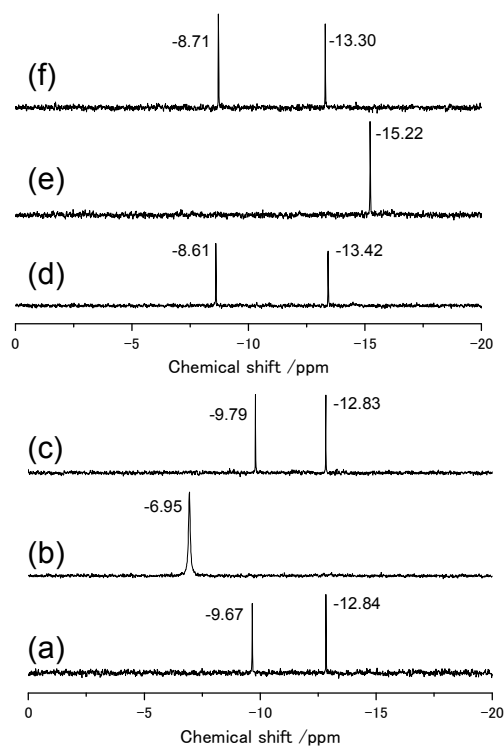 -8.71
-13.30
(f)
-15.22
(e)
-8.61
-13.42
(d)
0 -5 -10 -15 -20
Chemical shift /ppm
-9.79
-12.83
(c)
-6.95
(b)
-9.67
-12.84
(a)
0 -5 -10 -15 -20
Chemical shift /ppm